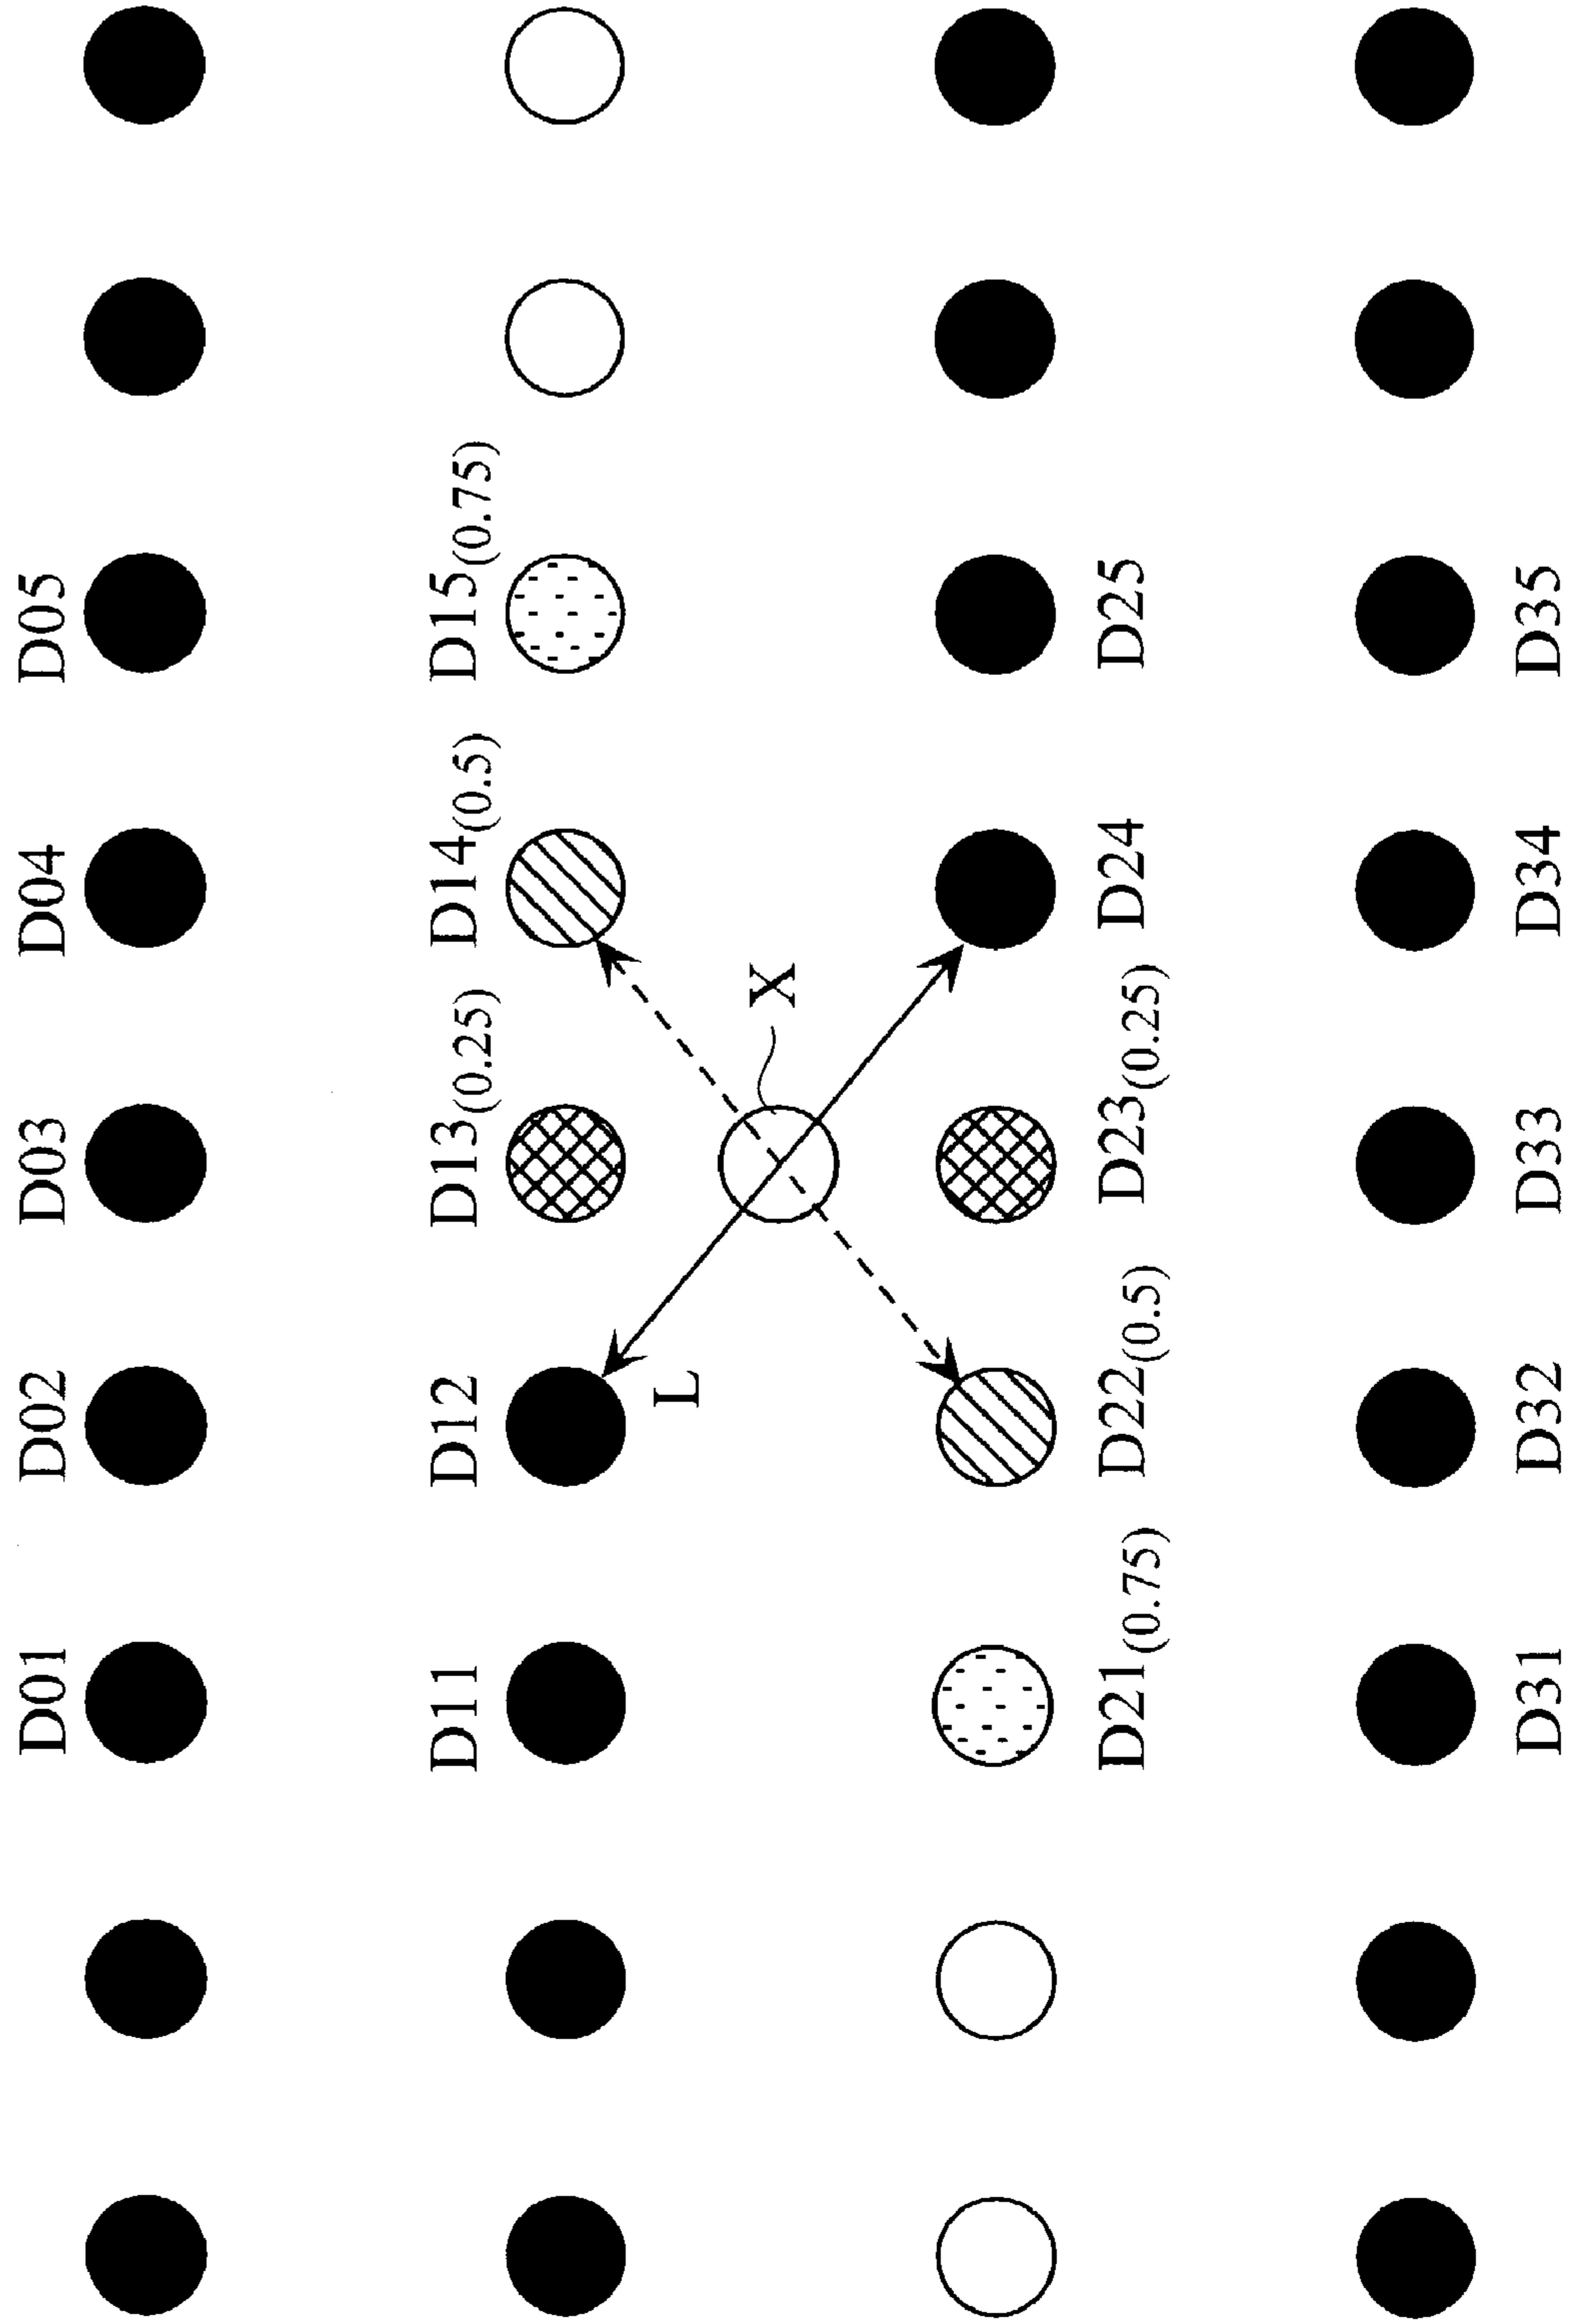 D01 D02 D03 D04 D05
D11 D12 D13(0.25) D14(0.5) D15(0.75)
L
X
D21(0.75) D22(0.5) D23(0.25) D24 D25
D31 D32 D33 D34 D35